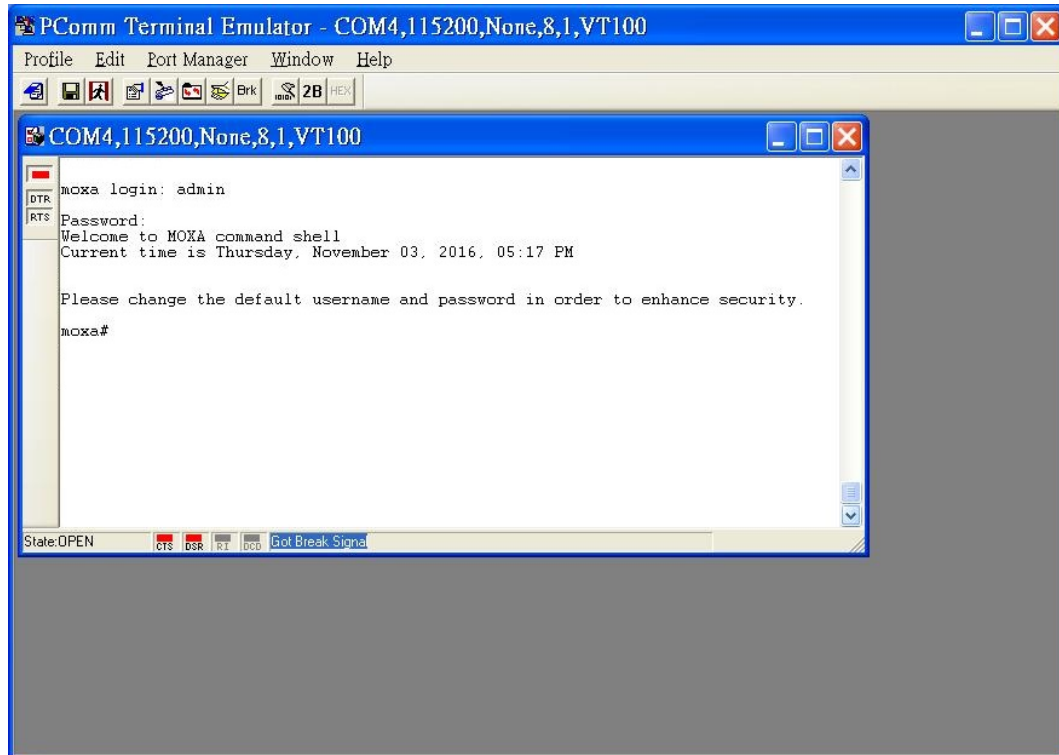 PComm Terminal Emulator - COM4,115200,None,8,1,VT100
Profile Edit Port Manager Window Help
Brk 2B HEX
COM4,115200,None,8,1,VT100
DTR
RTS
moxa login: admin
Password:
Welcome to MOXA command shell
Current time is Thursday, November 03, 2016, 05:17 PM
Please change the default username and password in order to enhance security.
moxa#
State:OPEN CTS DSR RI DCD Got Break Signal